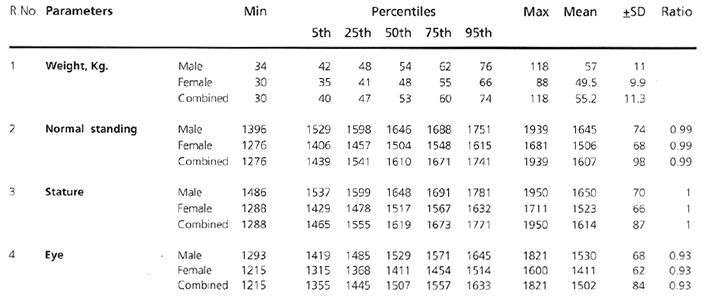 R.No. Parameters Min Percentiles Max Mean ±SD Ratio
5th 25th 50th 75th 95th
1 Weight, Kg. Male 34 42 48 54 62 76 118 57 11
Female 30 35 41 48 55 66 88 49.5 9.9
Combined 30 40 47 53 60 74 118 55.2 11.3
2 Normal standing Male 1396 1529 1598 1646 1688 1751 1939 1645 74 0.99
Female 1276 1406 1457 1504 1548 1615 1681 1506 68 0.99
Combined 1276 1439 1541 1610 1671 1741 1939 1607 98 0.99
3 Stature Male 1486 1537 1599 1648 1691 1781 1950 1650 70 1
Female 1288 1429 1478 1517 1567 1632 1711 1523 66 1
Combined 1288 1465 1555 1619 1673 1771 1950 1614 87 1
4 Eye Male 1293 1419 1485 1529 1571 1645 1821 1530 68 0.93
Female 1215 1315 1368 1411 1454 1514 1600 1411 62 0.93
Combined 1215 1355 1445 1507 1557 1633 1821 1502 84 0.93